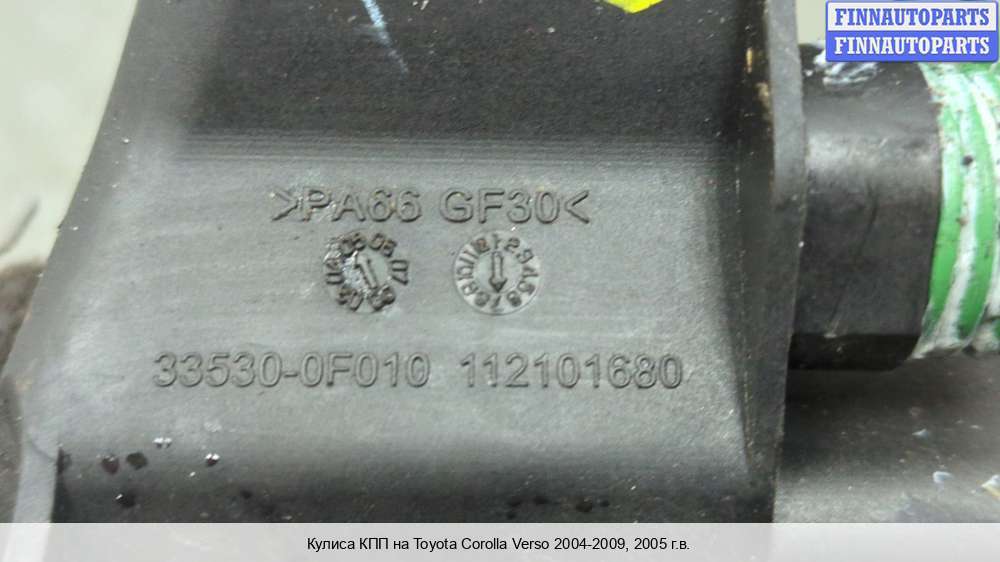 FINNAUTOPARTS
FINNAUTOPARTS
>PA66 GF30<
33530-0F010 112101680
Кулиса КПП на Toyota Corolla Verso 2004-2009, 2005 г.в.